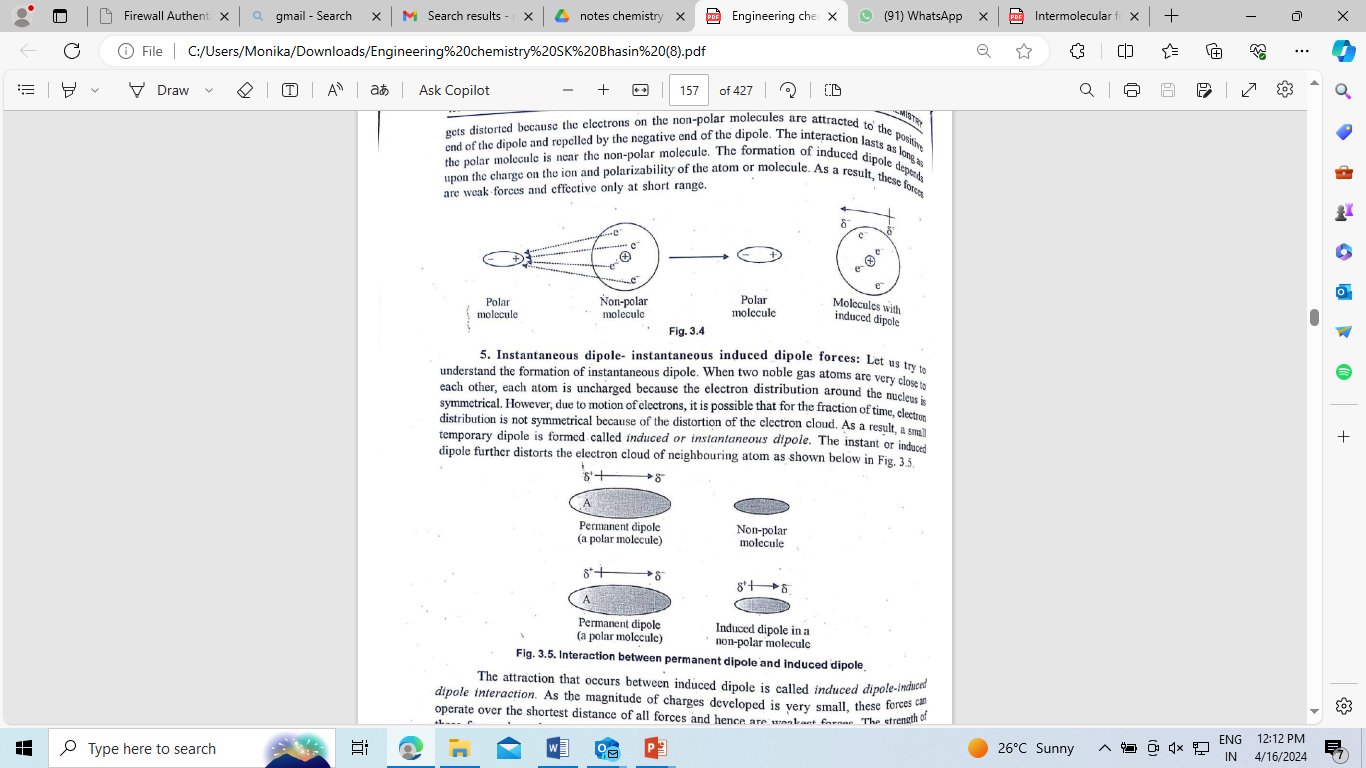 Firewall Authent
gmail - Search
Search results -
notes chemistry
Engineering che
(91) WhatsApp
Intermolecular f
File
C:/Users/Monika/Downloads/Engineering%20chemistry%20SK%20Bhasin%20(8).pdf
Draw
aあ
Ask Copilot
157
of 427
gets distorted because the electrons on the non-polar molecules are attracted to the positive
end of the dipole and repelled by the negative end of the dipole. The interaction lasts as long as
the polar molecule is near the non-polar molecule. The formation of induced dipole depends
upon the charge on the ion and polarizability of the atom or molecule. As a result, these forces
are weak forces and effective only at short range.
δ⁻ δ⁺
− +
e⁻
e⁻
e⁻
e⁻
⊕
− +
e⁻
e⁻
e⁻
e⁻
⊕
Polar
molecule
Non-polar
molecule
Polar
molecule
Molecules with
induced dipole
Fig. 3.4
5. Instantaneous dipole- instantaneous induced dipole forces: Let us try to
understand the formation of instantaneous dipole. When two noble gas atoms are very close to
each other, each atom is uncharged because the electron distribution around the nucleus is
symmetrical. However, due to motion of electrons, it is possible that for the fraction of time, electron
distribution is not symmetrical because of the distortion of the electron cloud. As a result, a small
temporary dipole is formed called induced or instantaneous dipole. The instant or induced
dipole further distorts the electron cloud of neighbouring atom as shown below in Fig. 3.5.
δ⁺ δ⁻
A
Permanent dipole
(a polar molecule)
Non-polar
molecule
δ⁺ δ⁻
A
Permanent dipole
(a polar molecule)
δ⁺ δ⁻
Induced dipole in a
non-polar molecule
Fig. 3.5. Interaction between permanent dipole and induced dipole.
The attraction that occurs between induced dipole is called induced dipole-induced
dipole interaction. As the magnitude of charges developed is very small, these forces can
operate over the shortest distance of all forces and hence are weakest forces. The strength of
Type here to search
26°C Sunny
ENG
IN
12:12 PM
4/16/2024
7